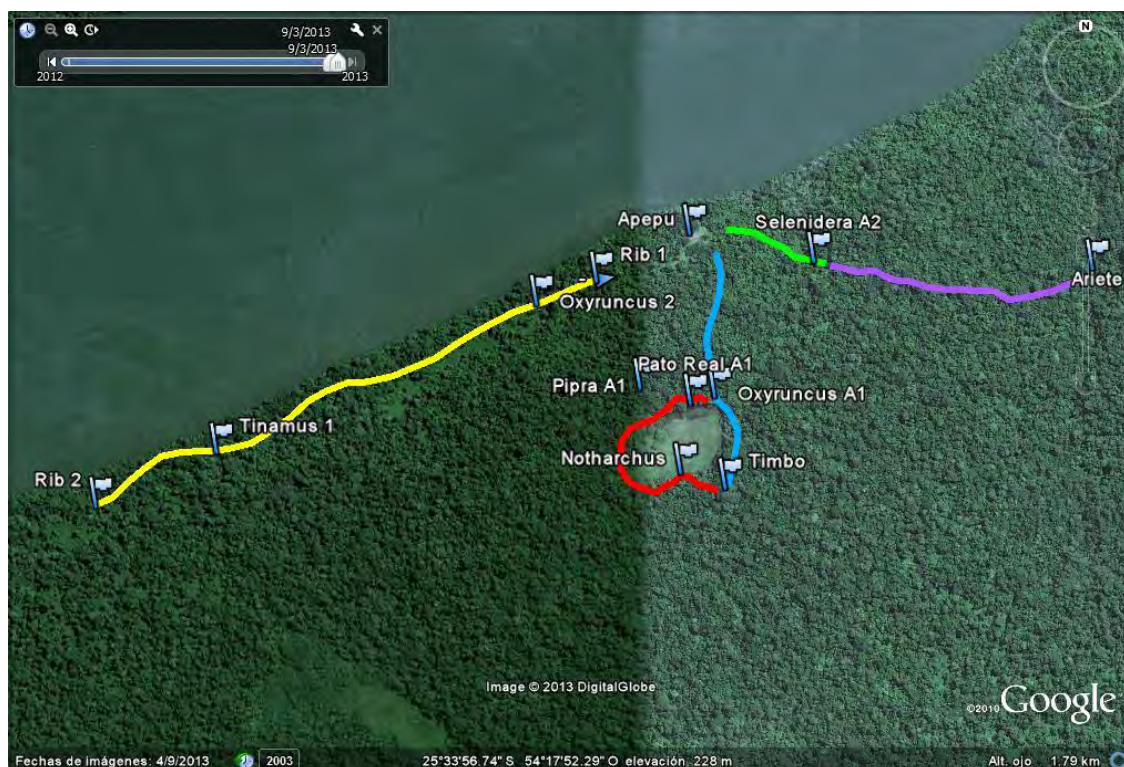 9/3/2013
9/3/2013
2012
2013
N
Apepu
Selenidera A2
Rib 1
Ariete
Oxyruncus 2
Pato Real A1
Pipra A1
Oxyruncus A1
Tinamus 1
Notharchus
Timbo
Rib 2
Image © 2013 DigitalGlobe
©2010 Google
Fechas de imágenes: 4/9/2013
2003
25°33'56.74" S 54°17'52.29" O elevación 228 m
Alt. ojo 1.79 km